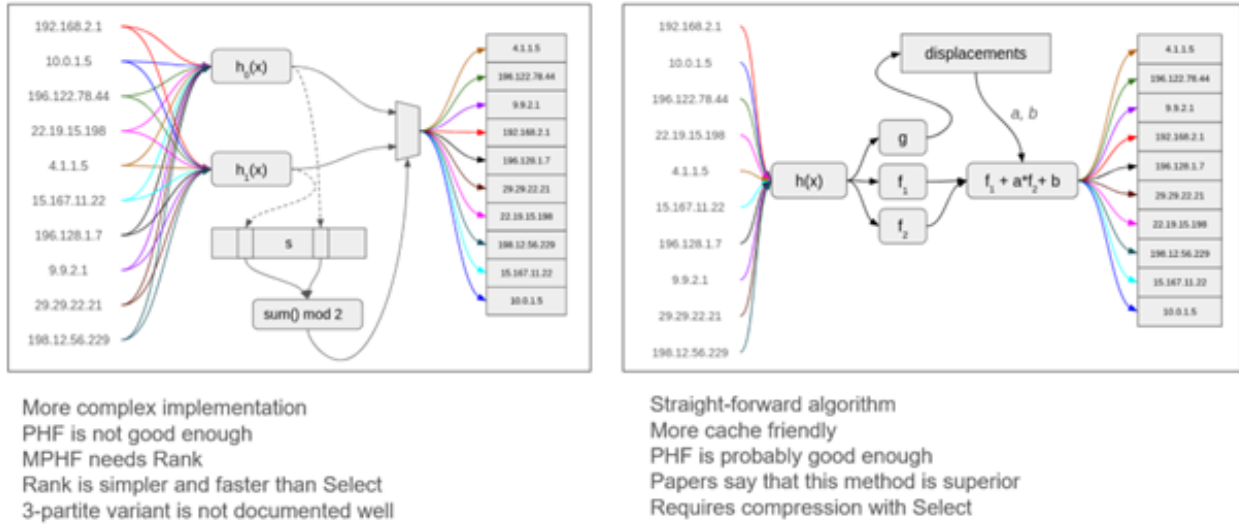 192.168.2.1
10.0.1.5
196.122.78.44
22.19.15.198
4.1.1.5
15.167.11.22
196.128.1.7
9.9.2.1
29.29.22.21
198.12.56.229
h0(x)
h1(x)
s
sum() mod 2
4.1.1.5
196.122.78.44
9.9.2.1
192.168.2.1
196.128.1.7
29.29.22.21
22.19.15.198
198.12.56.229
15.167.11.22
10.0.1.5
More complex implementation
PHF is not good enough
MPHF needs Rank
Rank is simpler and faster than Select
3-partite variant is not documented well
192.168.2.1
10.0.1.5
196.122.78.44
22.19.15.198
4.1.1.5
15.167.11.22
196.128.1.7
9.9.2.1
29.29.22.21
198.12.56.229
h(x)
g
f1
f2
displacements
a, b
f1 + a*f2 + b
4.1.1.5
196.122.78.44
9.9.2.1
192.168.2.1
196.128.1.7
29.29.22.21
22.19.15.198
198.12.56.229
15.167.11.22
10.0.1.5
Straight-forward algorithm
More cache friendly
PHF is probably good enough
Papers say that this method is superior
Requires compression with Select